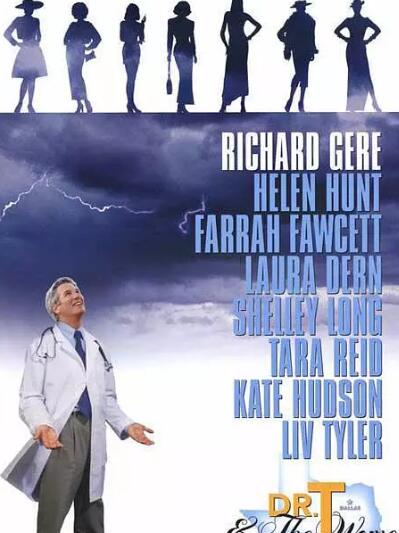 RICHARD GERE
HELEN HUNT
FARRAH FAWCETT
LAURA DERN
SHELLEY LONG
TARA REID
KATE HUDSON
LIV TYLER
DR.T
DALLAS
& The